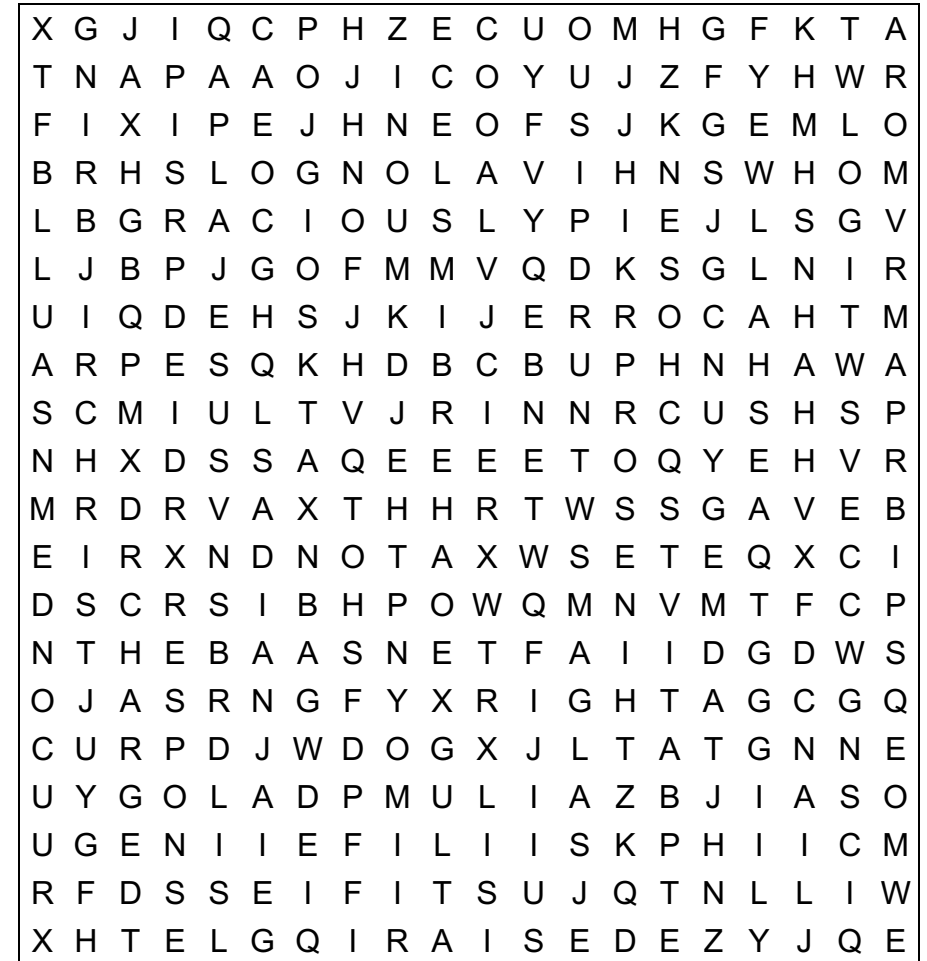 X G J I Q C P H Z E C U O M H G F K T A
T N A P A A O J I C O Y U J Z F Y H W R
F I X I P E J H N E O F S J K G E M L O
B R H S L O G N O L A V I H N S W H O M
L B G R A C I O U S L Y P I E J L S G V
L J B P J G O F M M V Q D K S G L N I R
U I Q D E H S J K I J E R R O C A H T M
A R P E S Q K H D B C B U P H N H A W A
S C M I U L T V J R I N N R C U S H S P
N H X D S S A Q E E E E T O Q Y E H V R
M R D R V A X T H H R T W S S G A V E B
E I R X N D N O T A X W S E T E Q X C I
D S C R S I B H P O W Q M N V M T F C P
N T H E B A A S N E T F A I I D G D W S
O J A S R N G F Y X R I G H T A G C G Q
C U R P D J W D O G X J L T A T G N N E
U Y G O L A D P M U L I A Z B J I A S O
U G E N I I E F I L I I S K P H I I C M
R F D S S E I F I T S U J Q T N L L I W
X H T E L G Q I R A I S E D E Z Y J Q E